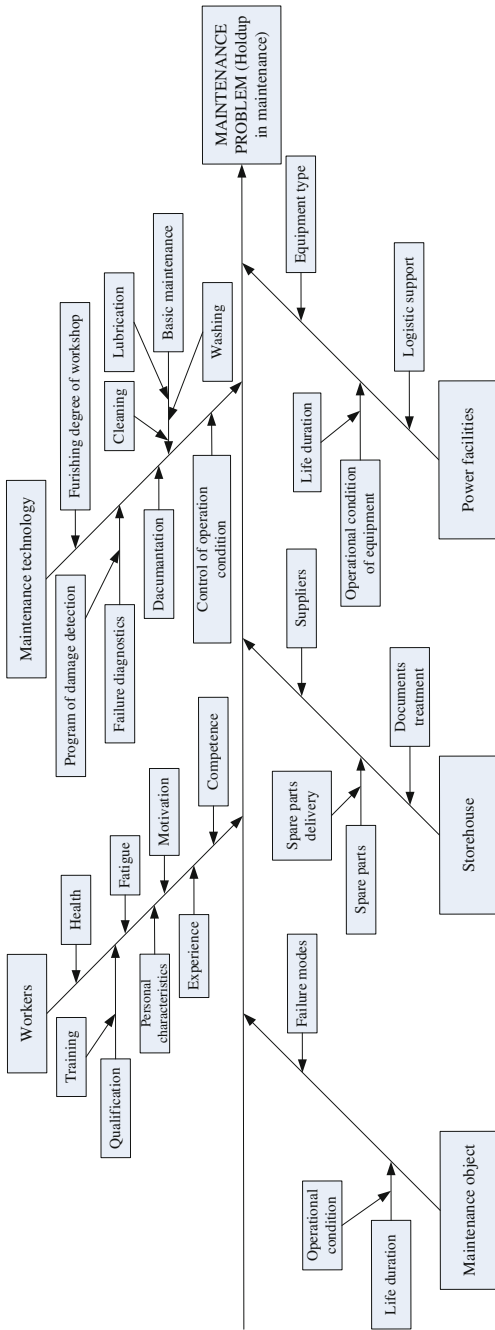 Workers
Health
Training
Fatigue
Qualification
Motivation
Personal
characteristics
Experience
Competence
Maintenance technology
Furishing degree of workshop
Program of damage detection
Failure diagnostics
Cleaning
Lubrication
Dacumantation
Basic maintenance
Washing
Control of operation
condition
MAINTENANCE
PROBLEM (Holdup
in maintenance)
Failure modes
Operational
condition
Life duration
Maintenance object
Suppliers
Spare parts
delivery
Spare parts
Documents
treatment
Storehouse
Equipment type
Life duration
Operational condition
of equipment
Logistic support
Power facilities